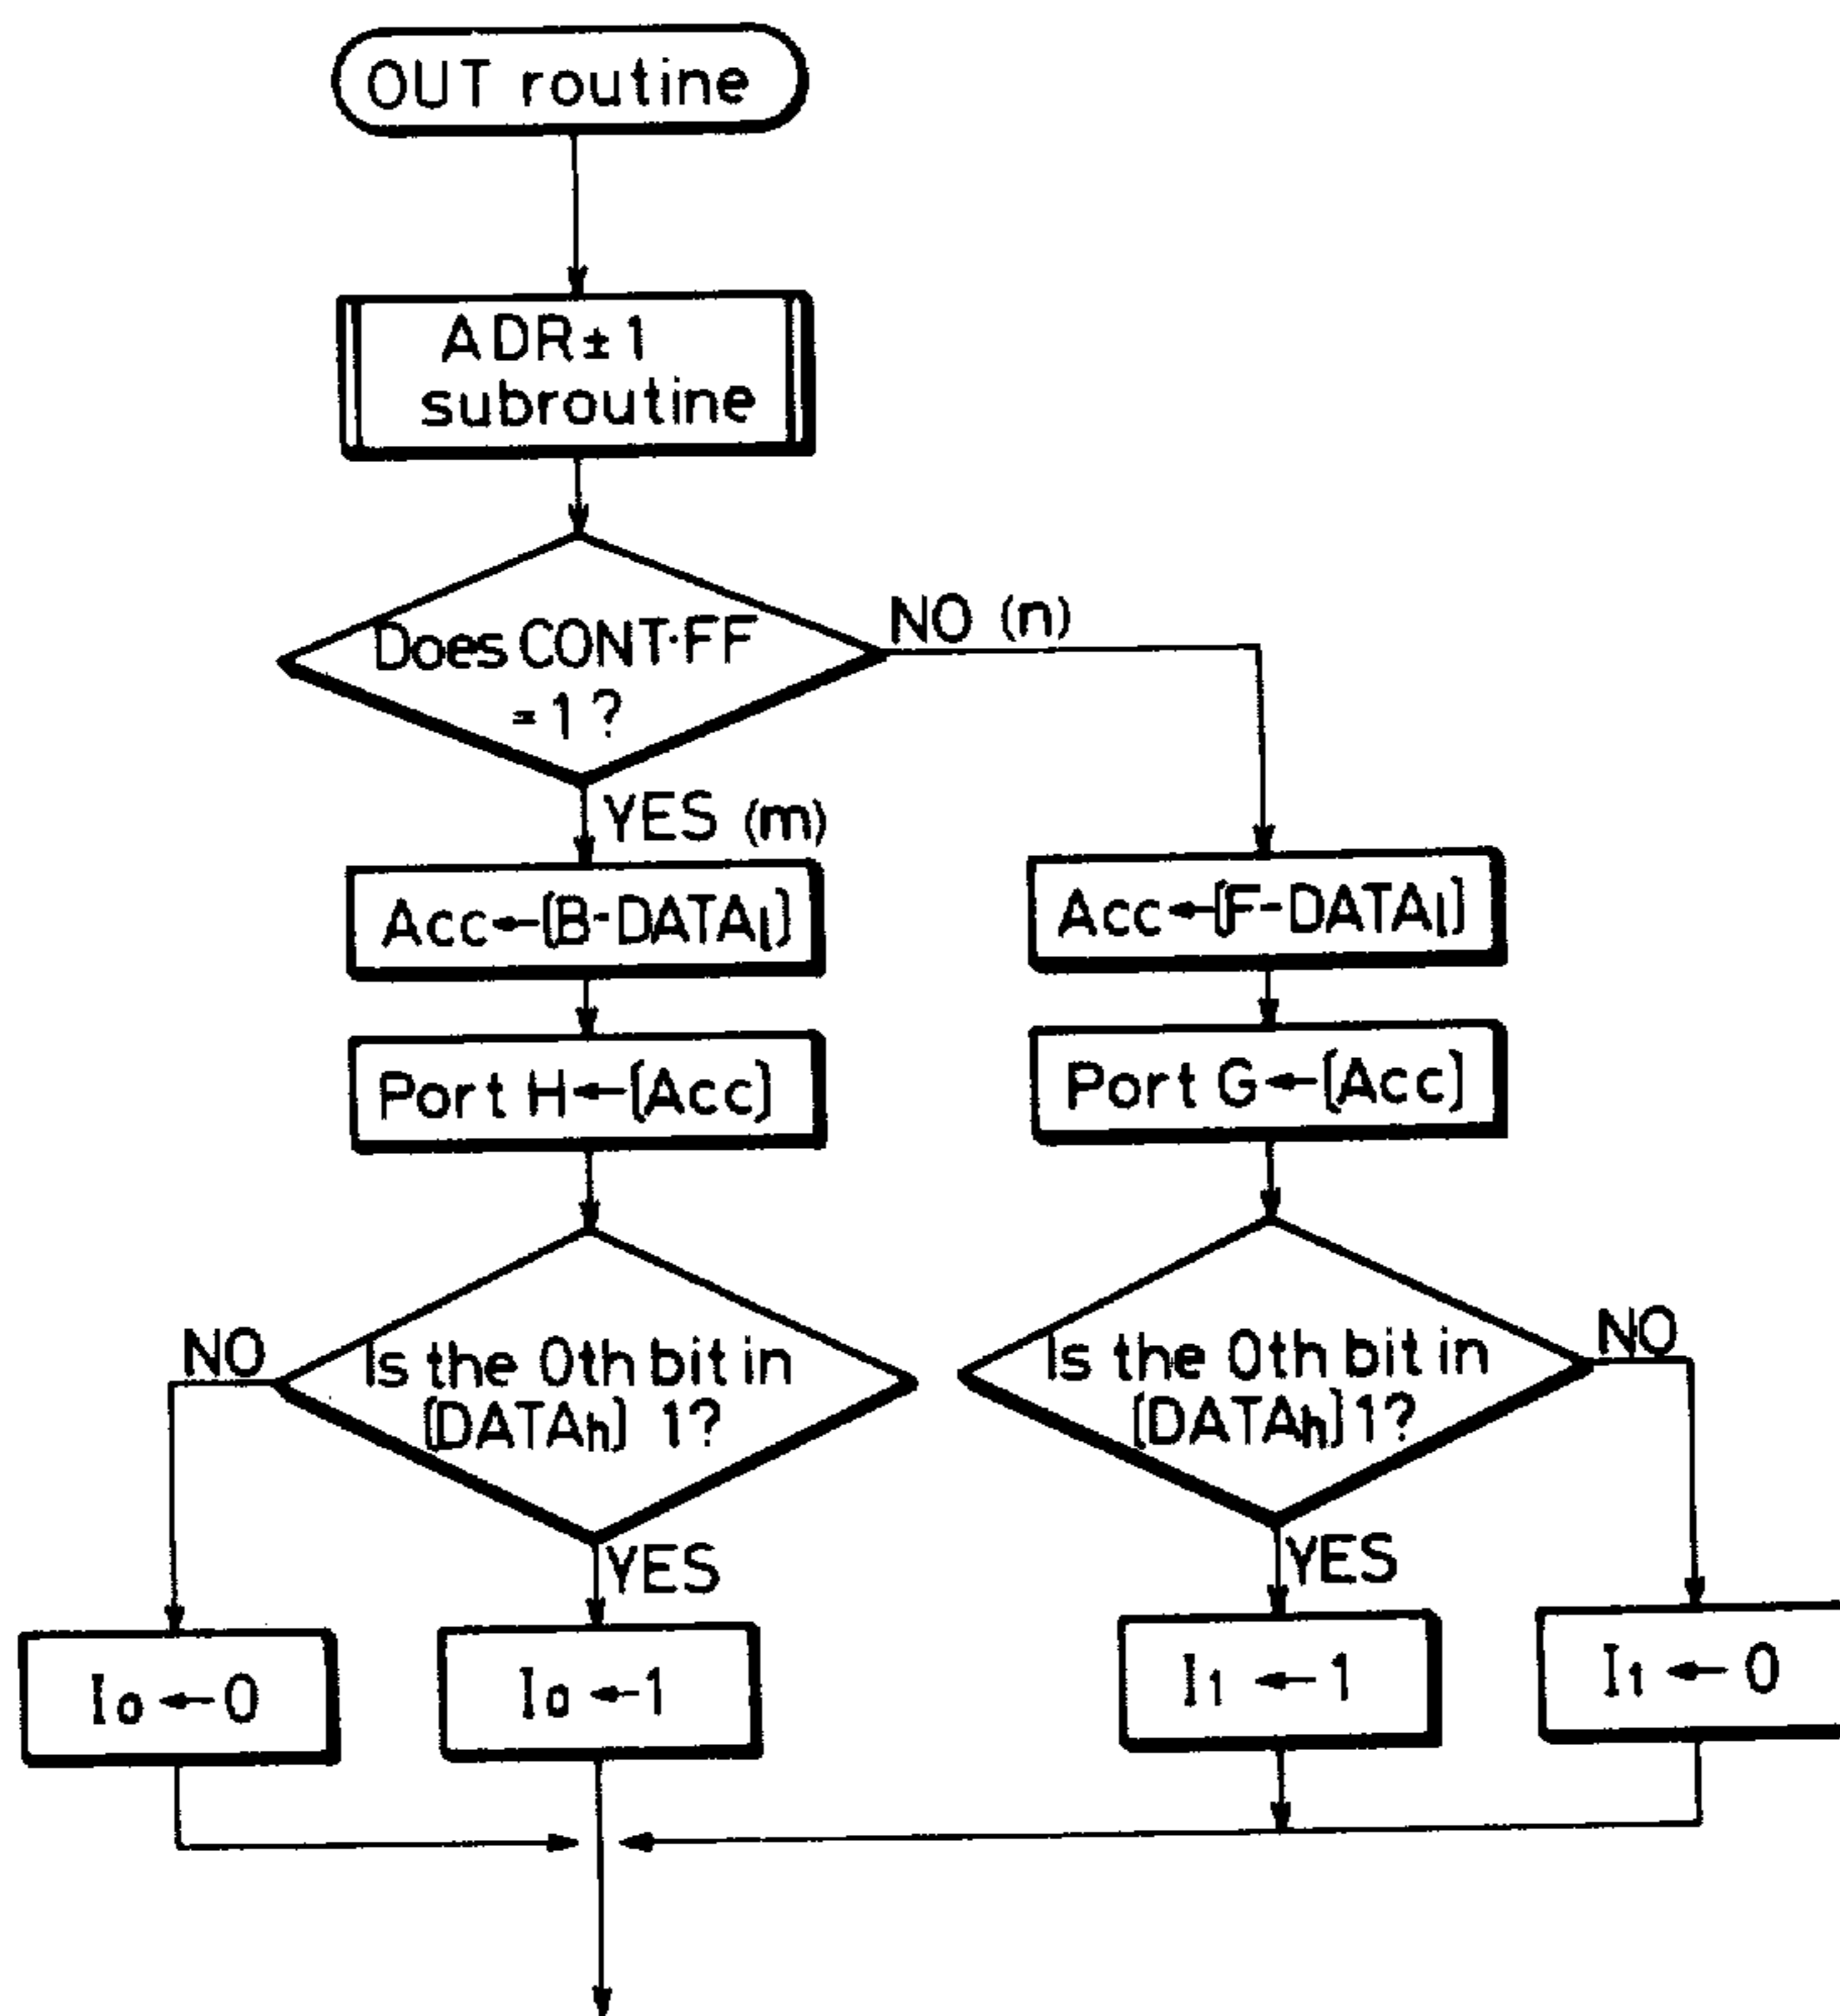 OUT routine
ADR±1
subroutine
Does CONT·FF
=1?
NO (n)
YES (m)
Acc←[B-DATAl]
Acc←[F-DATAl]
Port H←[Acc]
Port G←[Acc]
NO
Is the 0th bit in
[DATAh] 1?
YES
Is the 0th bit in
[DATAh] 1?
NO
YES
I0←0
I0←1
I1←1
I1←0